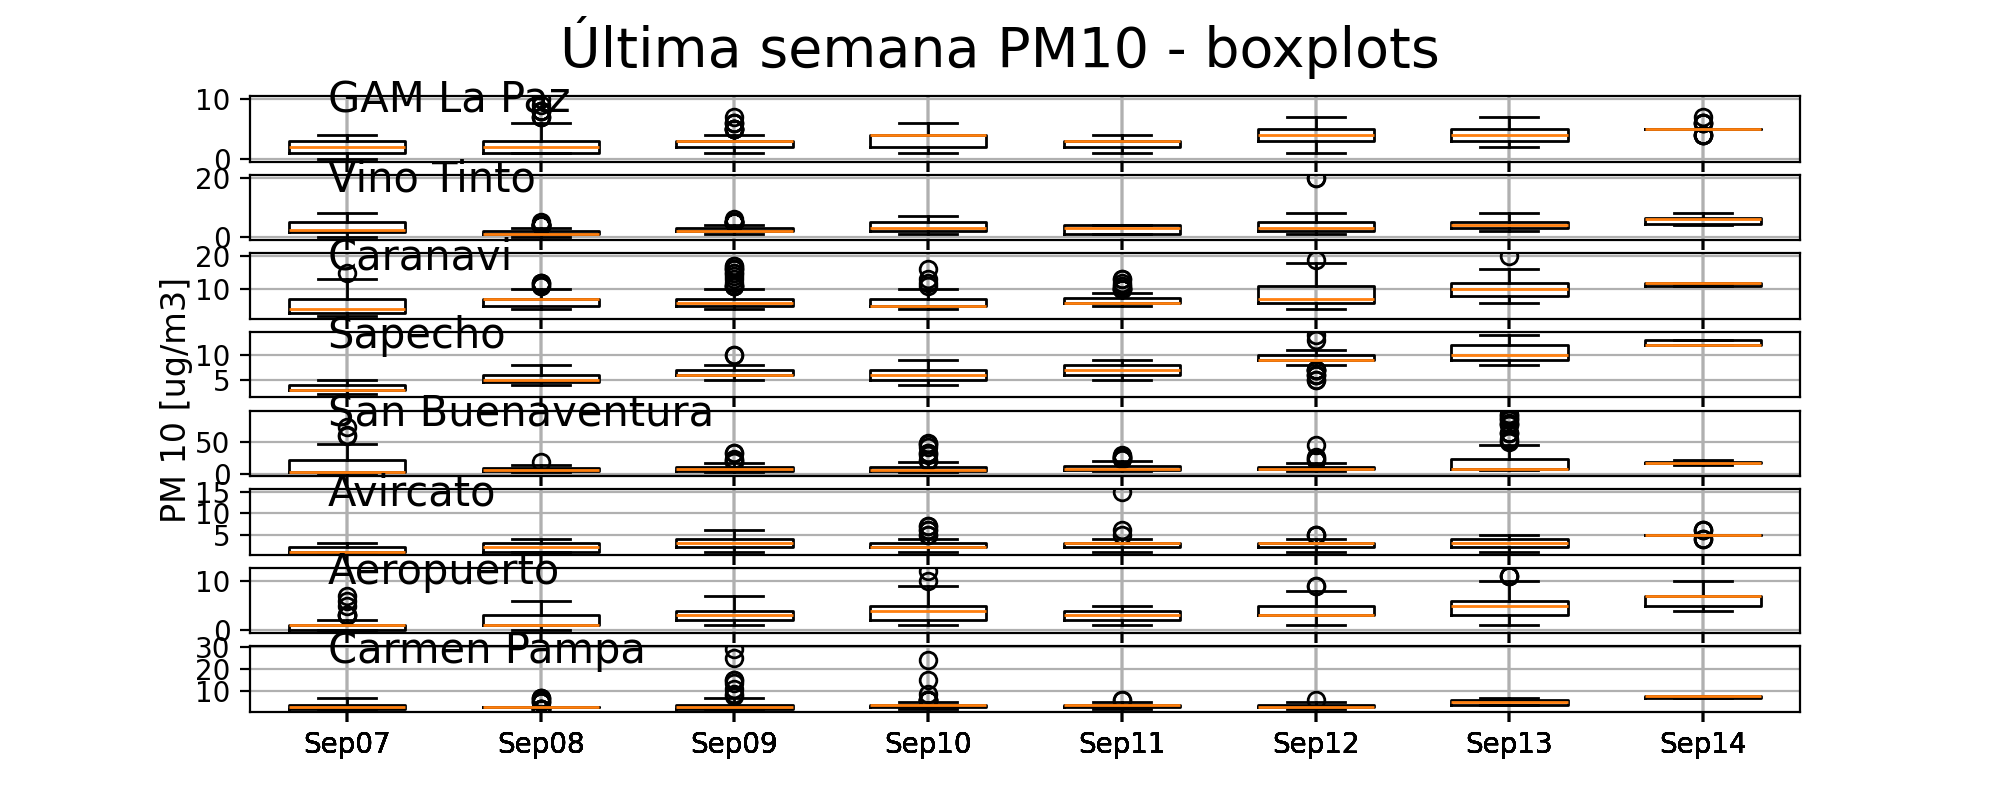 Última semana PM10 - boxplots
GAM La Paz
10
0
Vino Tinto
20
0
Caranavi
20
10
Sapecho
10
5
San Buenaventura
50
0
Avircato
15
10
5
Aeropuerto
10
0
Carmen Pampa
30
20
10
PM 10 [ug/m3]
Sep07 Sep08 Sep09 Sep10 Sep11 Sep12 Sep13 Sep14